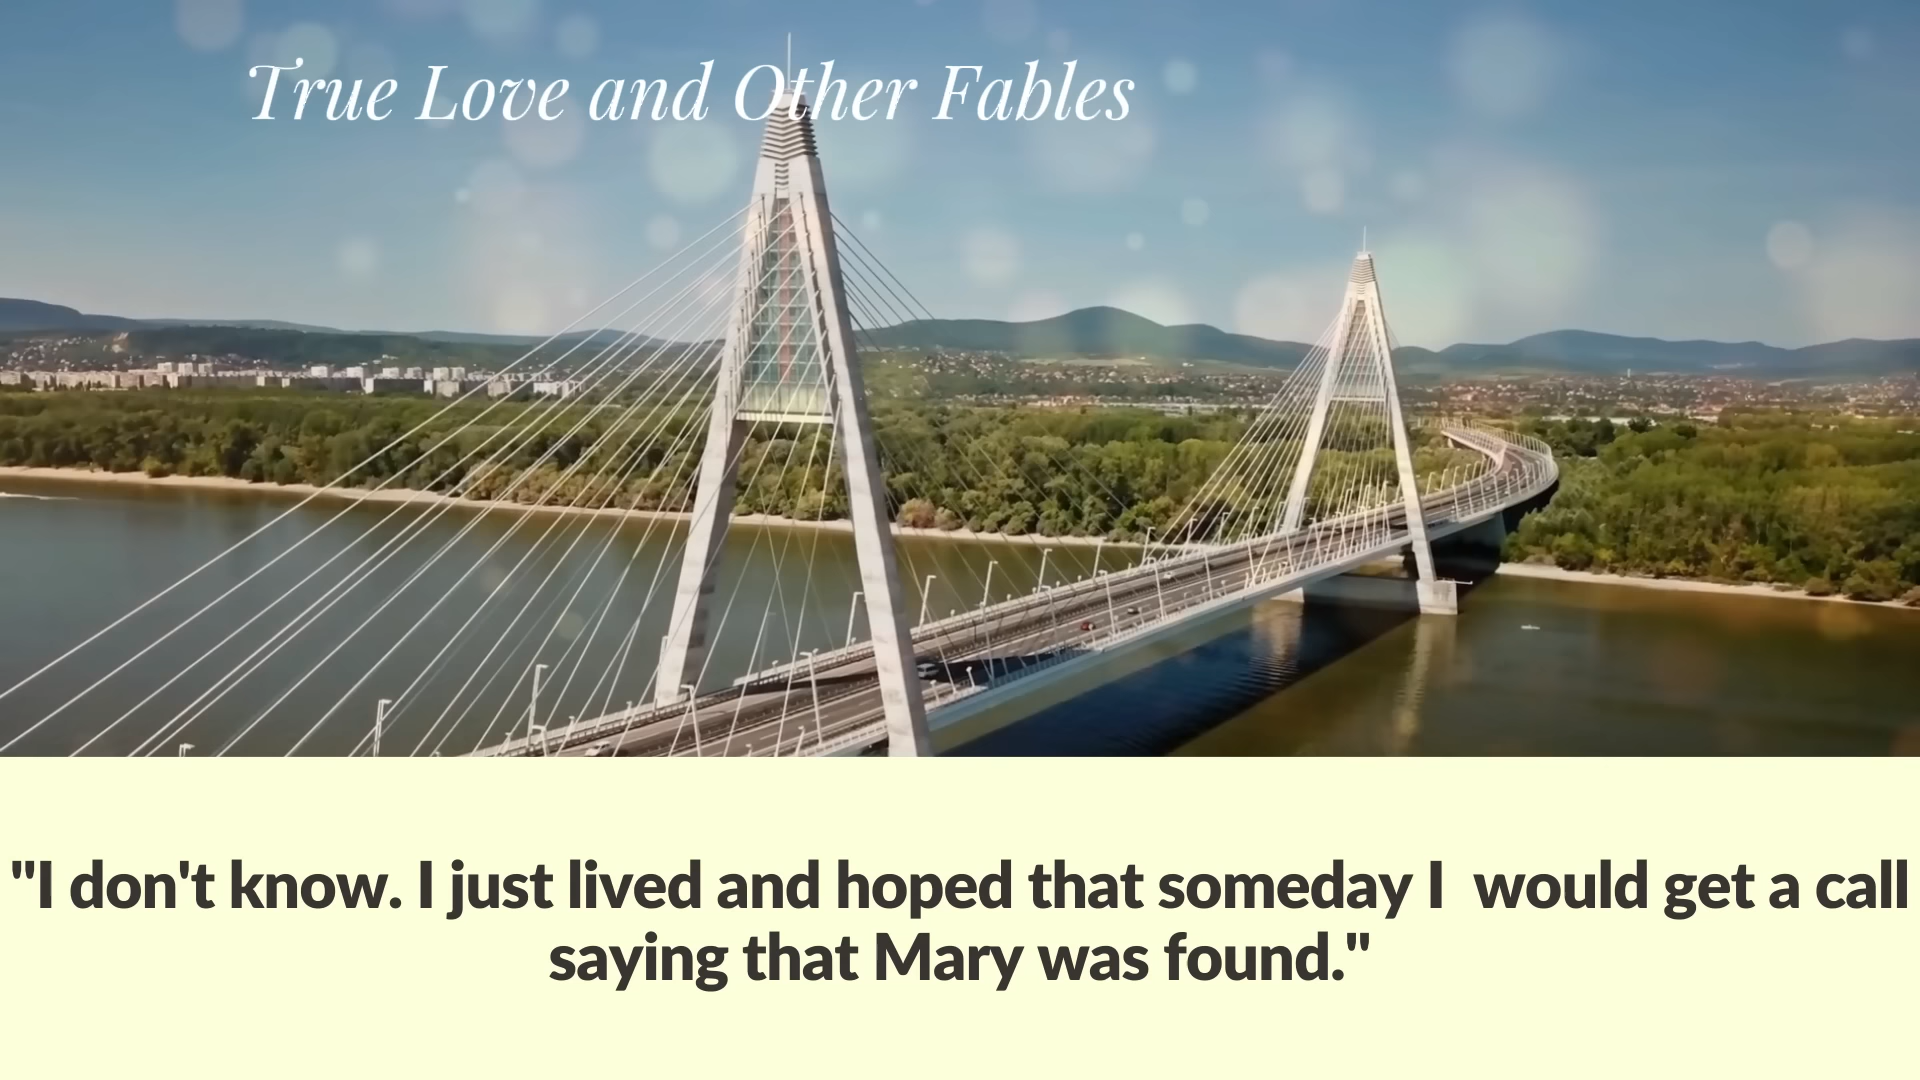 True Love and Other Fables
"I don't know. I just lived and hoped that someday I  would get a call
saying that Mary was found."